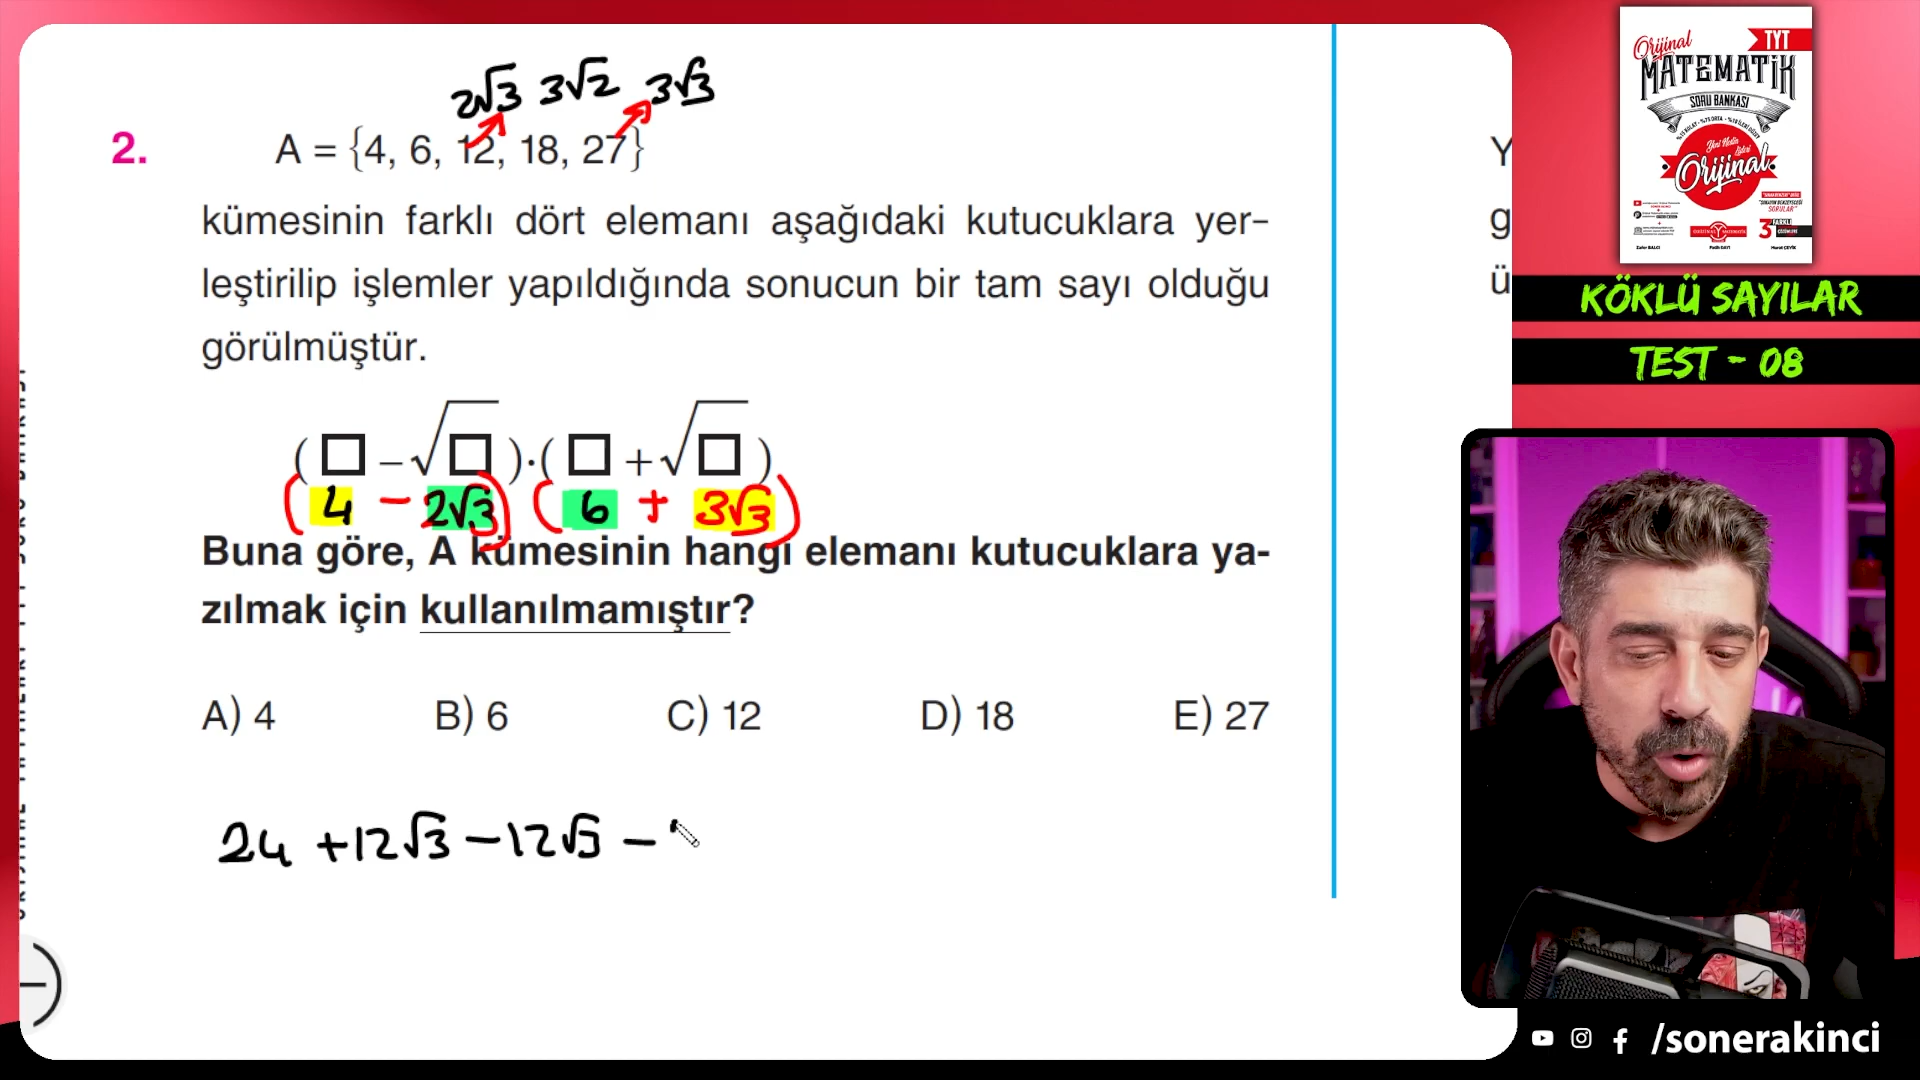 2√3 3√2 3√3
2. A = {4, 6, 12, 18, 27}
kümesinin farklı dört elemanı aşağıdaki kutucuklara yer-
leştirilip işlemler yapıldığında sonucun bir tam sayı olduğu
görülmüştür.
(□ – √□)·(□ + √□)
(4 – 2√3) (6 + 3√3)
Buna göre, A kümesinin hangi elemanı kutucuklara ya-
zılmak için kullanılmamıştır?
A) 4 B) 6 C) 12 D) 18 E) 27
24 +12√3 –12√3 –
Y
g
ü
Orijinal
TYT
MATEMATİK
SORU BANKASI
Orijinal
KÖKLÜ SAYILAR
TEST - 08
/sonerakinci